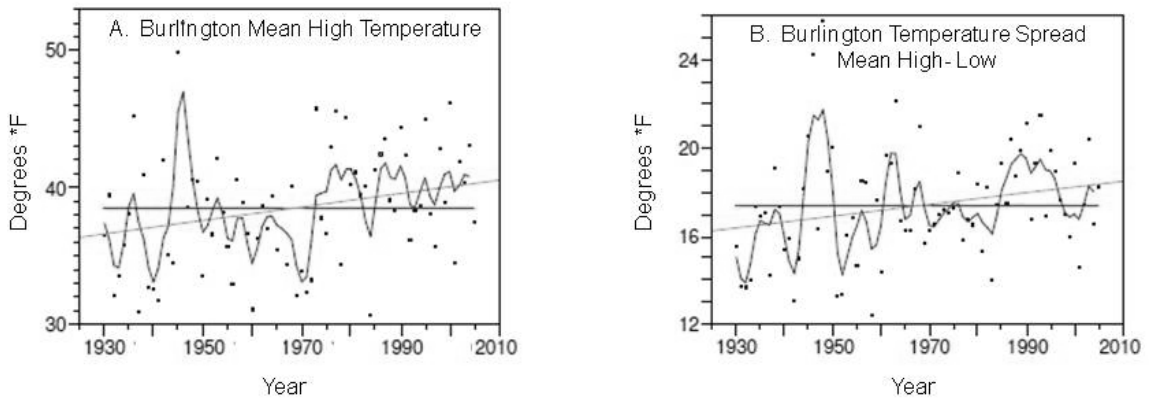 A. Burlington Mean High Temperature
50
40
30
Degrees *F
1930
1950
1970
1990
2010
Year
B. Burlington Temperature Spread
Mean High-Low
24
20
16
12
Degrees *F
1930
1950
1970
1990
2010
Year